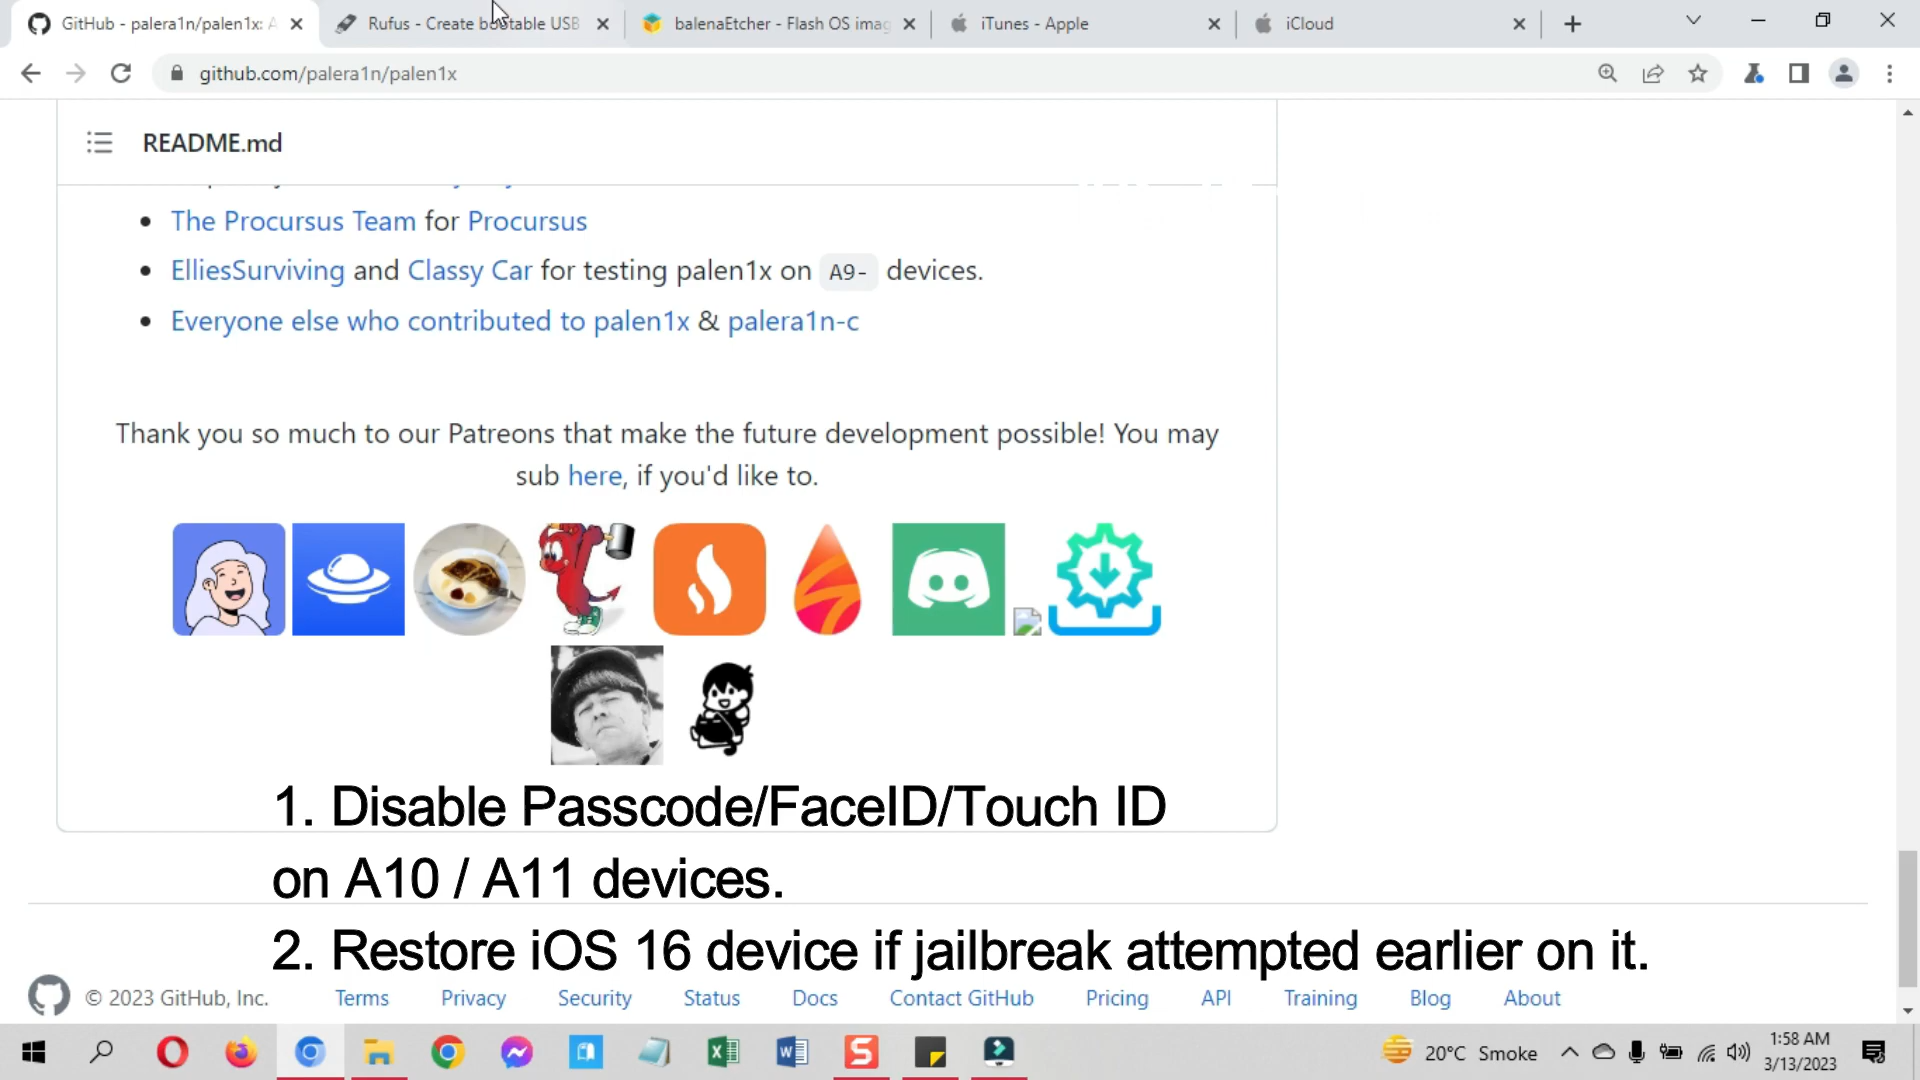 GitHub - palera1n/palen1x: A
Rufus - Create bootable USB
balenaEtcher - Flash OS imag
iTunes - Apple
iCloud
github.com/palera1n/palen1x
README.md
The Procursus Team for Procursus
ElliesSurviving and Classy Car for testing palen1x on A9- devices.
Everyone else who contributed to palen1x & palera1n-c
Thank you so much to our Patreons that make the future development possible! You may
sub here, if you'd like to.
1. Disable Passcode/FaceID/Touch ID
on A10 / A11 devices.
2. Restore iOS 16 device if jailbreak attempted earlier on it.
© 2023 GitHub, Inc. Terms Privacy Security Status Docs Contact GitHub Pricing API Training Blog About
20°C Smoke
1:58 AM
3/13/2023